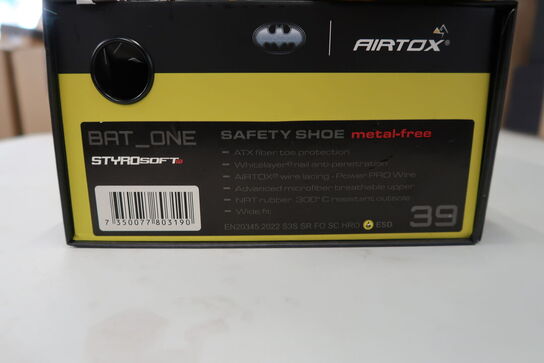 AIRTOX®
BAT_ONE
STYROSOFT
SAFETY SHOE metal-free
- ATX fiber toe protection
- Whitelayer® nail anti-penetration
- AIRTOX® wire lacing - Power PRO Wire
- Advanced microfiber breathable upper
- NRT rubber 300°C resistant outsole
- Wide fit
7 350077 803190
EN20345:2022 S3S SR FO SC HRO ESD
39